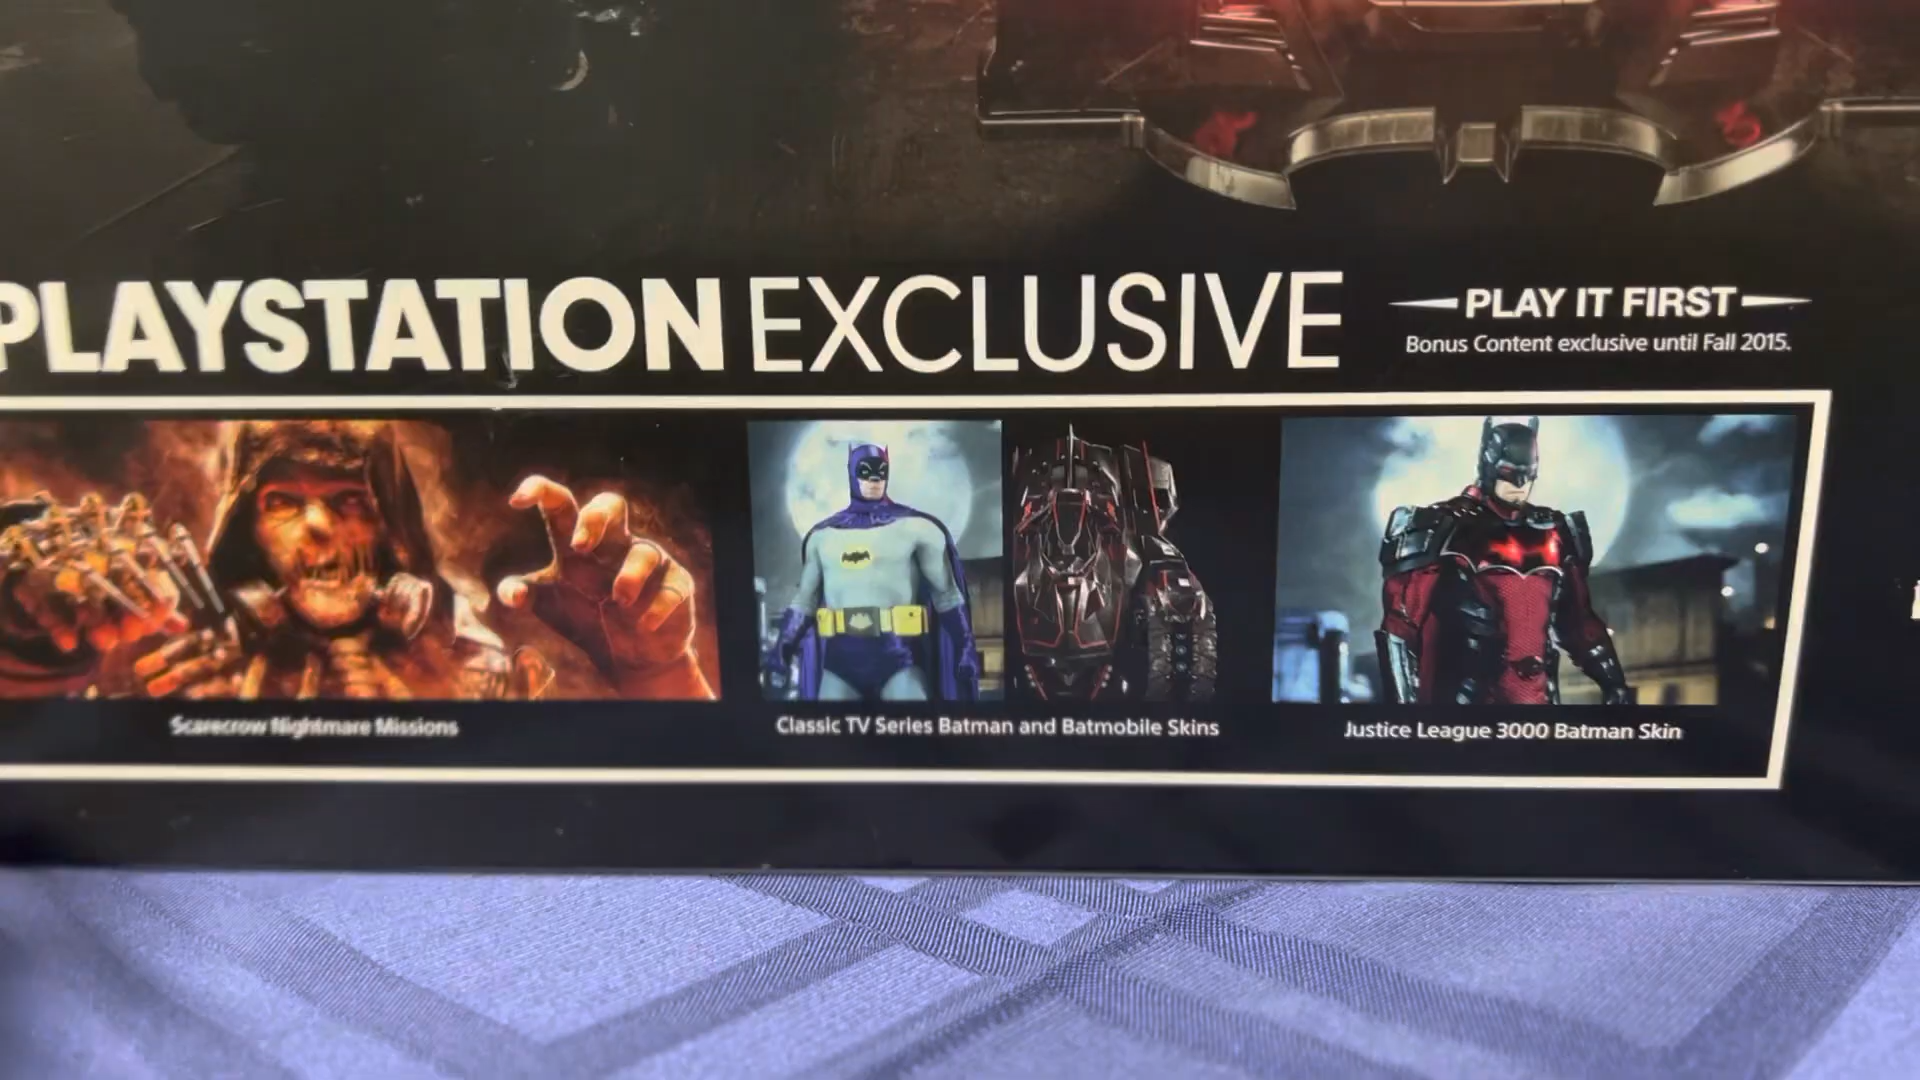 PLAYSTATION EXCLUSIVE
PLAY IT FIRST
Bonus Content exclusive until Fall 2015.
Scarecrow Nightmare Missions
Classic TV Series Batman and Batmobile Skins
Justice League 3000 Batman Skin